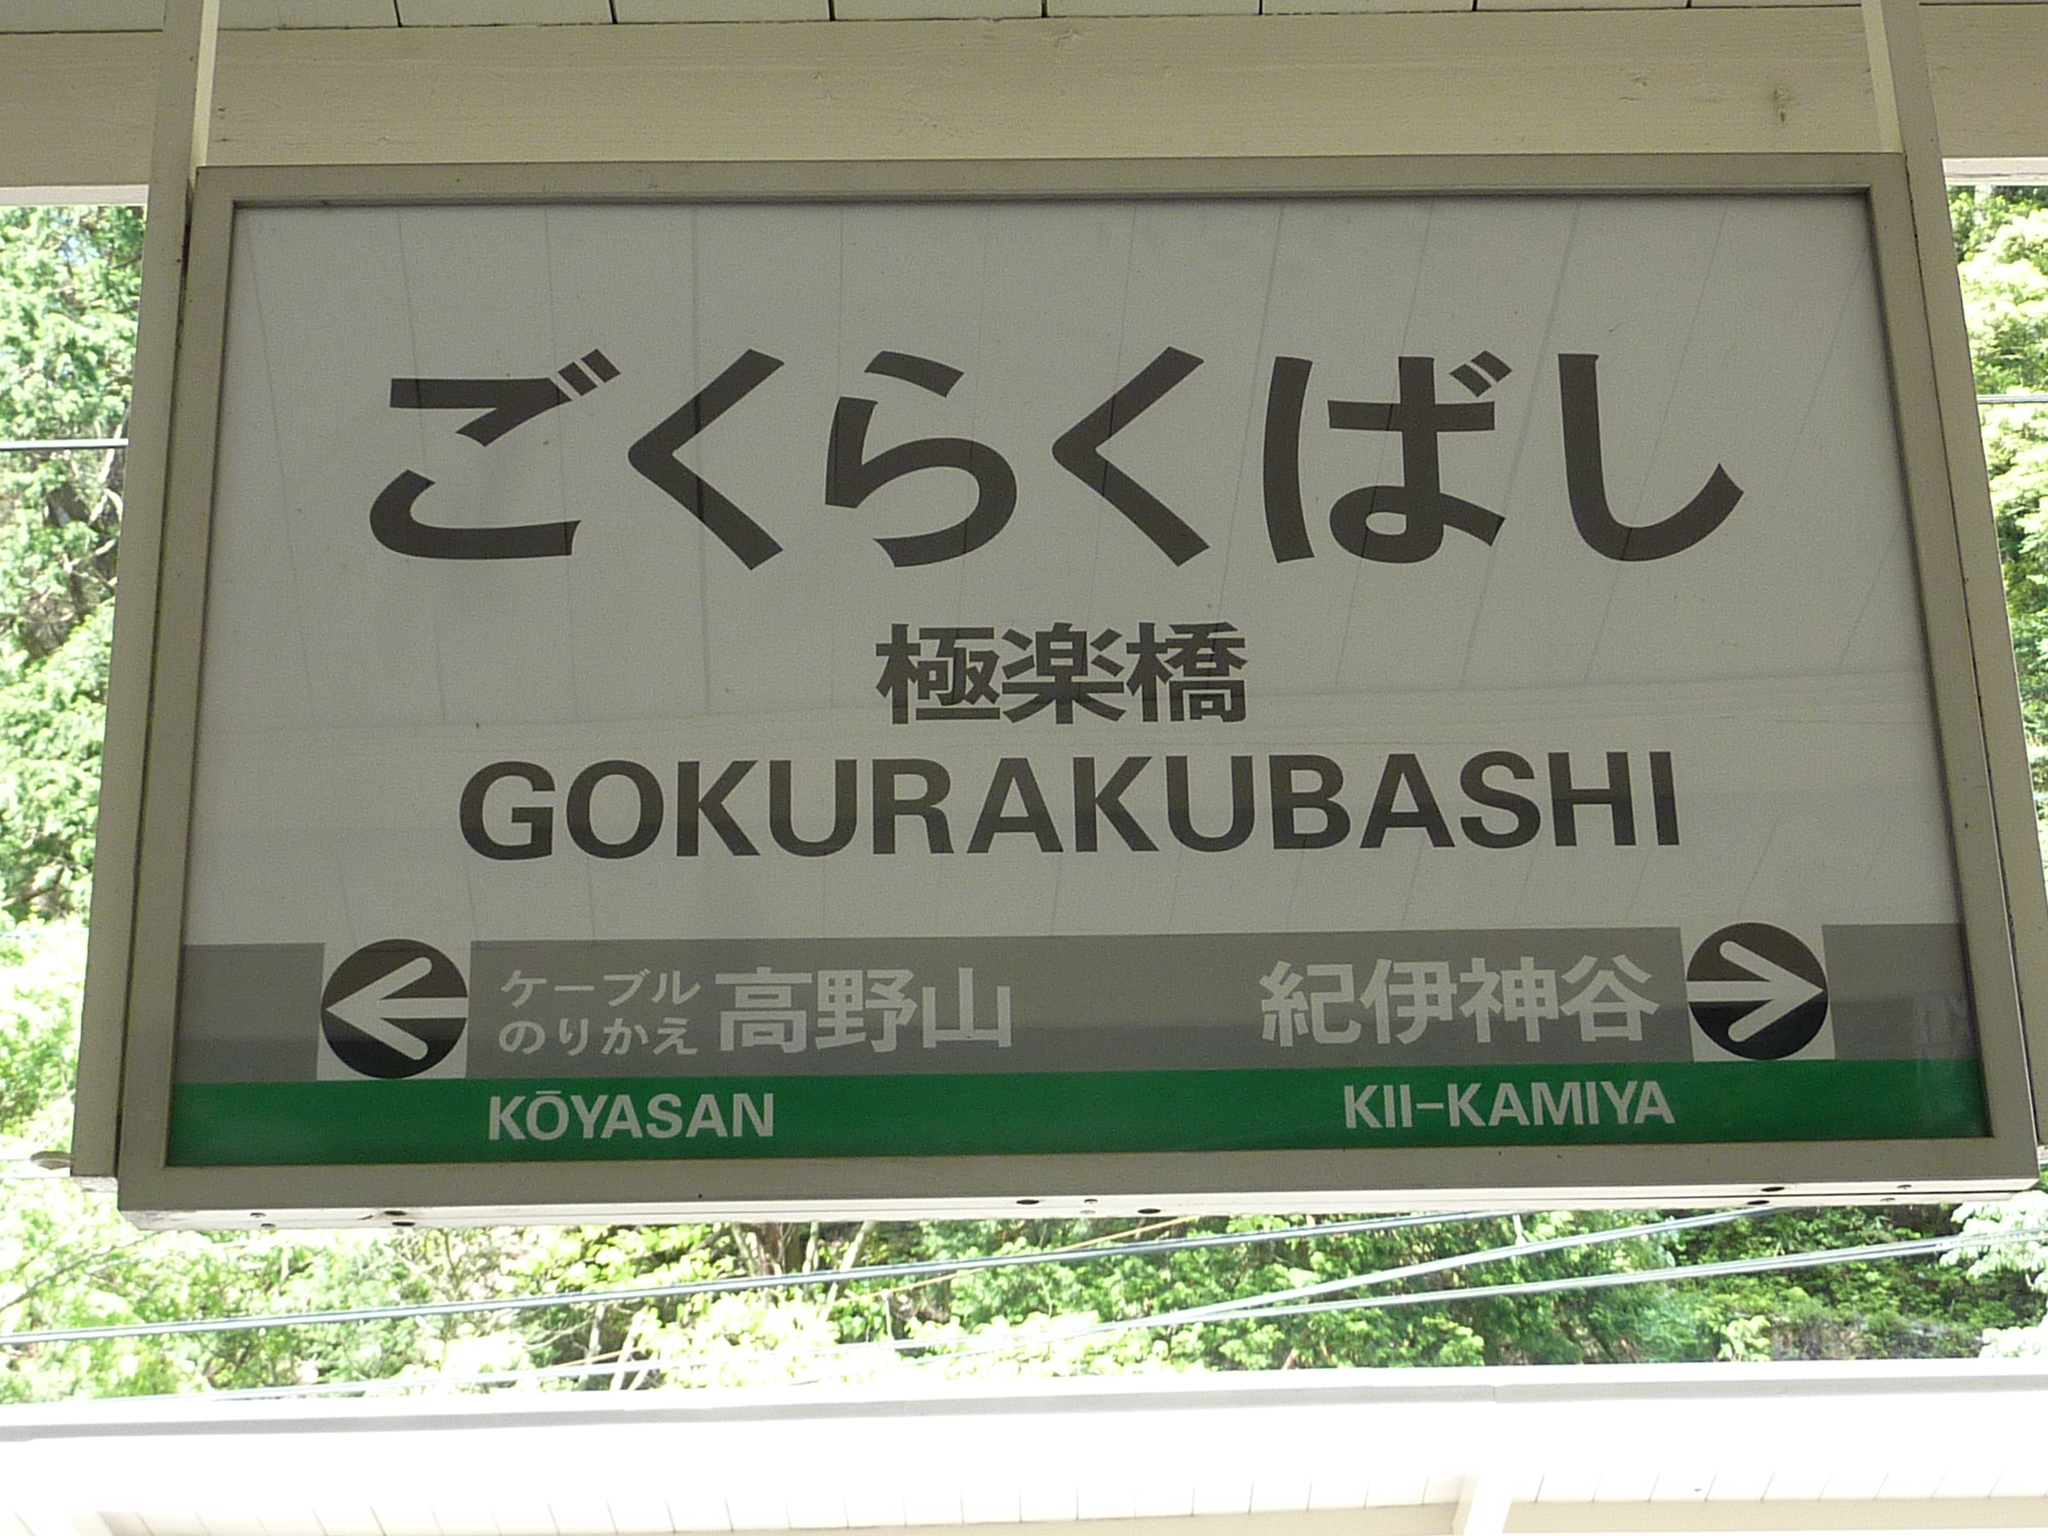 ごくらくばし
極楽橋
GOKURAKUBASHI
ケーブル
のりかえ 高野山
紀伊神谷
KŌYASAN
KII-KAMIYA